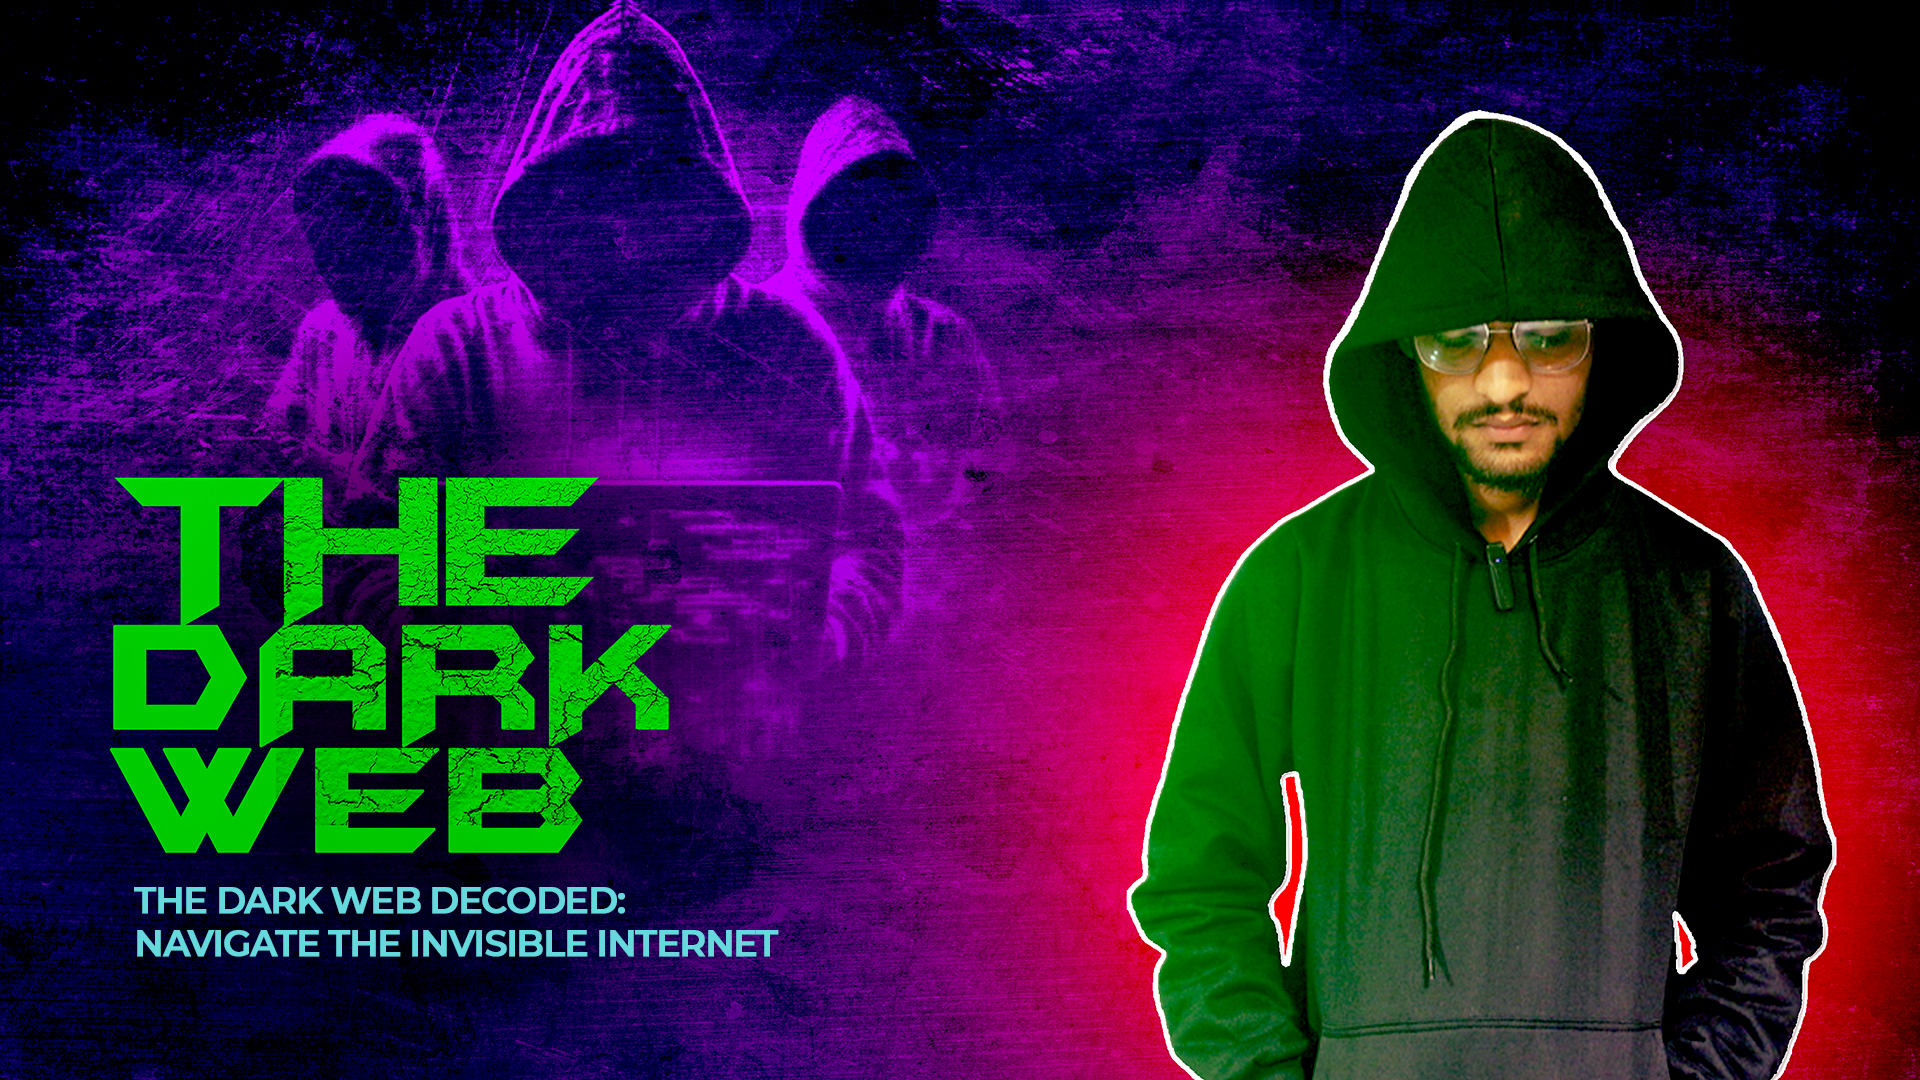 THE
DARK
WEB
THE DARK WEB DECODED:
NAVIGATE THE INVISIBLE INTERNET